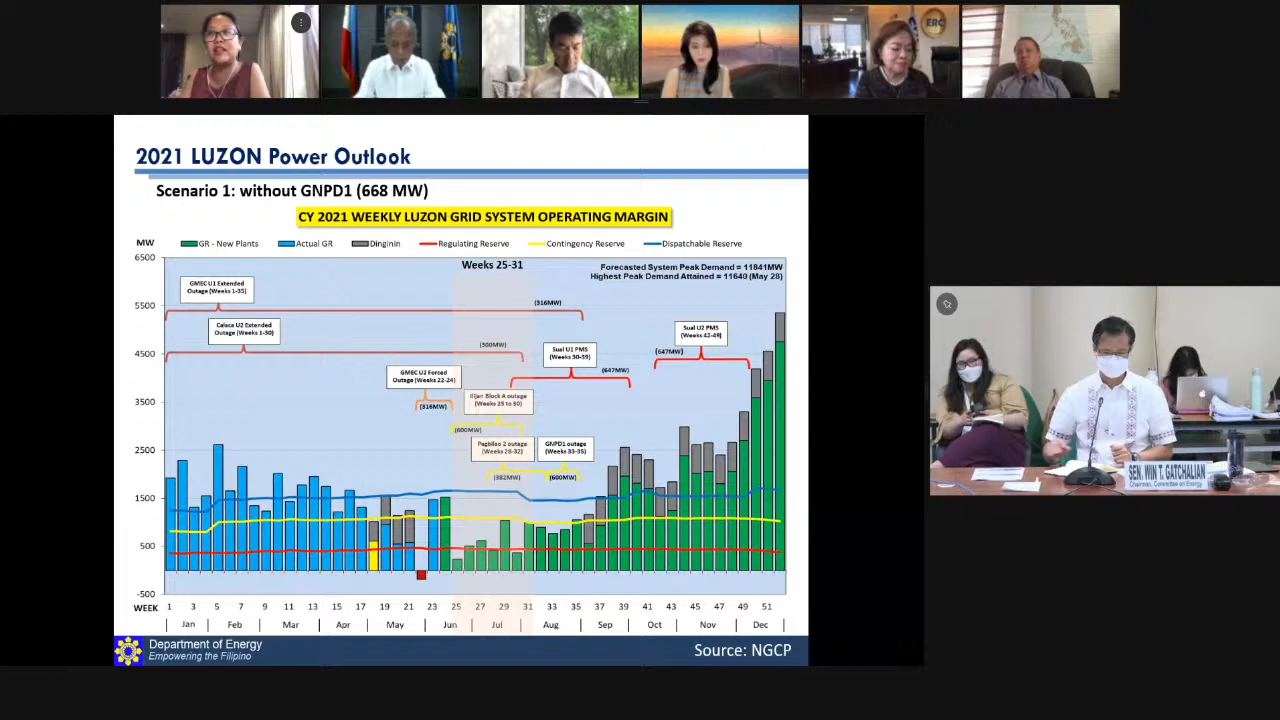 ERC
2021 LUZON Power Outlook
Scenario 1: without GNPD1 (668 MW)
CY 2021 WEEKLY LUZON GRID SYSTEM OPERATING MARGIN
MW
GR - New Plants
Actual GR
Dinginin
Regulating Reserve
Contingency Reserve
Dispatchable Reserve
6500
5500
4500
3500
2500
1500
500
-500
Weeks 25-31
Forecasted System Peak Demand = 11841MW
Highest Peak Demand Attained = 11640 (May 28)
GMEC U1 Extended
Outage (Weeks 1-35)
(316MW)
Calaca U2 Extended
Outage (Weeks 1-30)
(300MW)
Sual U1 PMS
(Weeks 30-39)
(647MW)
Sual U2 PMS
(Weeks 42-49)
(647MW)
GMEC U2 Forced
Outage (Weeks 22-24)
(316MW)
Ilijan Block A outage
(Weeks 25 to 30)
(600MW)
Pagbilao 2 outage
(Weeks 28-32)
(382MW)
GNPD1 outage
(Weeks 33-35)
(600MW)
WEEK 1 3 5 7 9 11 13 15 17 19 21 23 25 27 29 31 33 35 37 39 41 43 45 47 49 51
Jan Feb Mar Apr May Jun Jul Aug Sep Oct Nov Dec
Department of Energy
Empowering the Filipino
Source: NGCP
SEN. WIN T. GATCHALIAN
Chairman, Committee on Energy